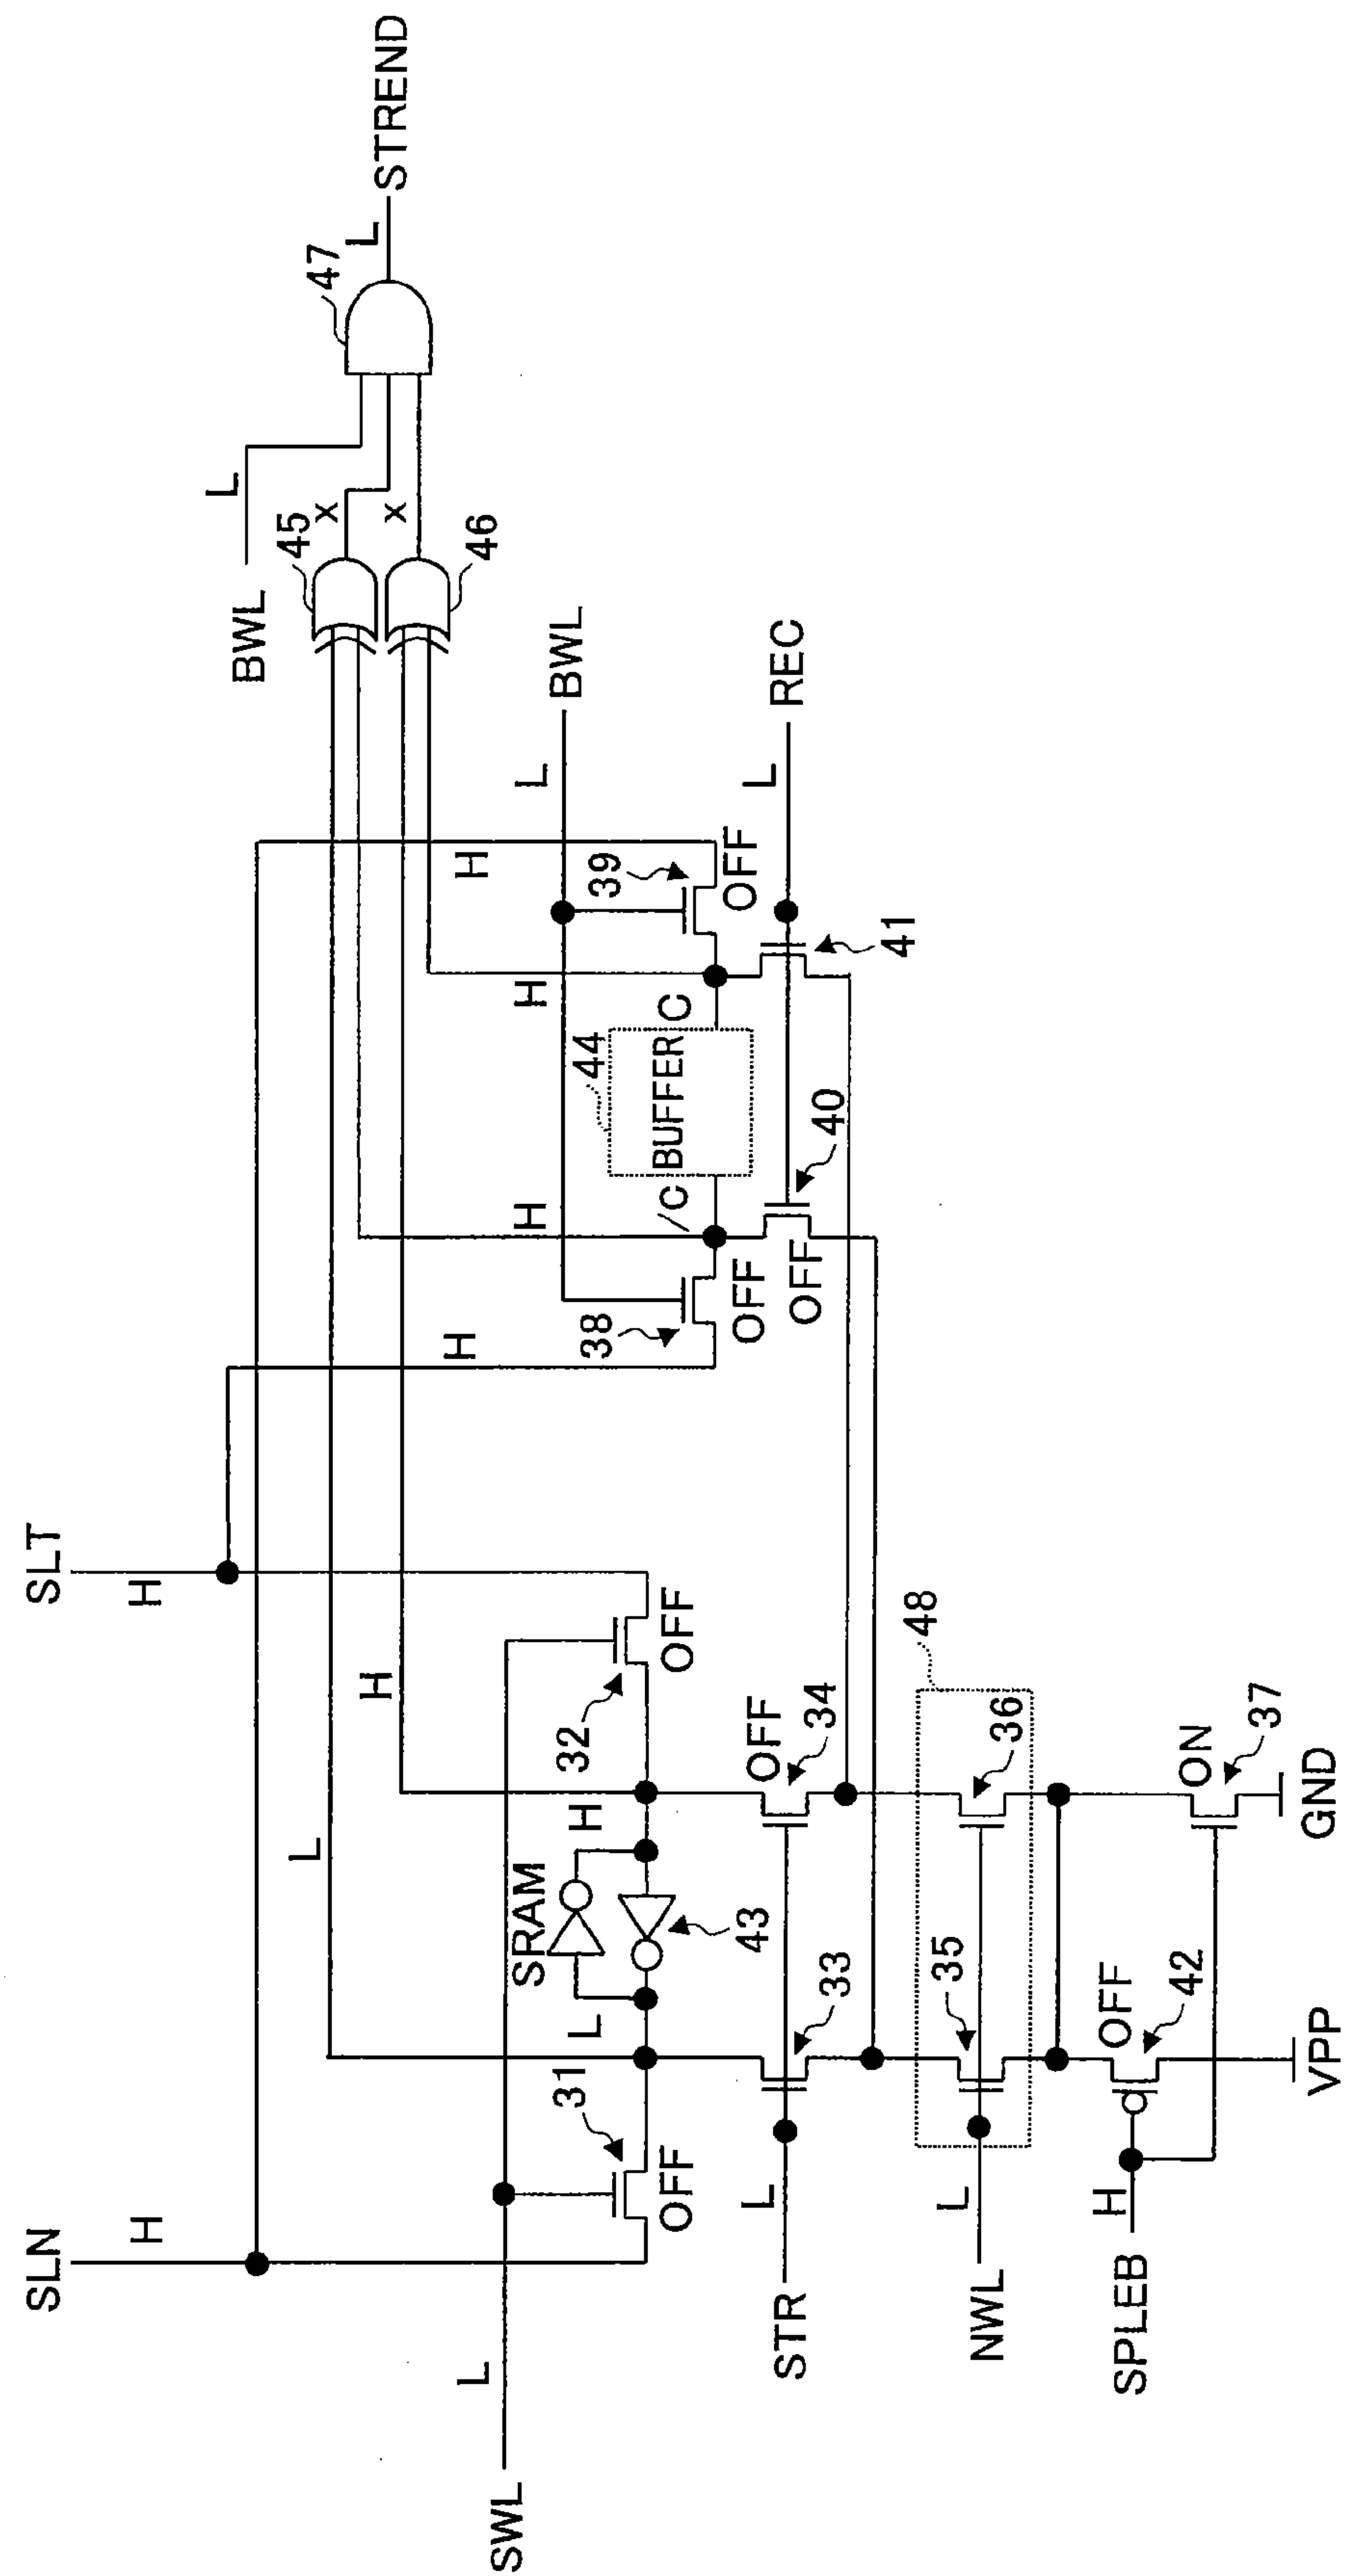 SLN
H
SLT
H
SWL
L
L
H
31
OFF
L
SRAM
43
H
32
OFF
STR
L
33
34
OFF
NWL
L
35
36
48
SPLEB
H
OFF
42
ON
37
VPP
GND
H
38
OFF
H
/C
44
BUFFER
C
H
39
OFF
H
BWL
L
40
OFF
41
REC
L
BWL
L
45
X
46
X
47
L
STREND